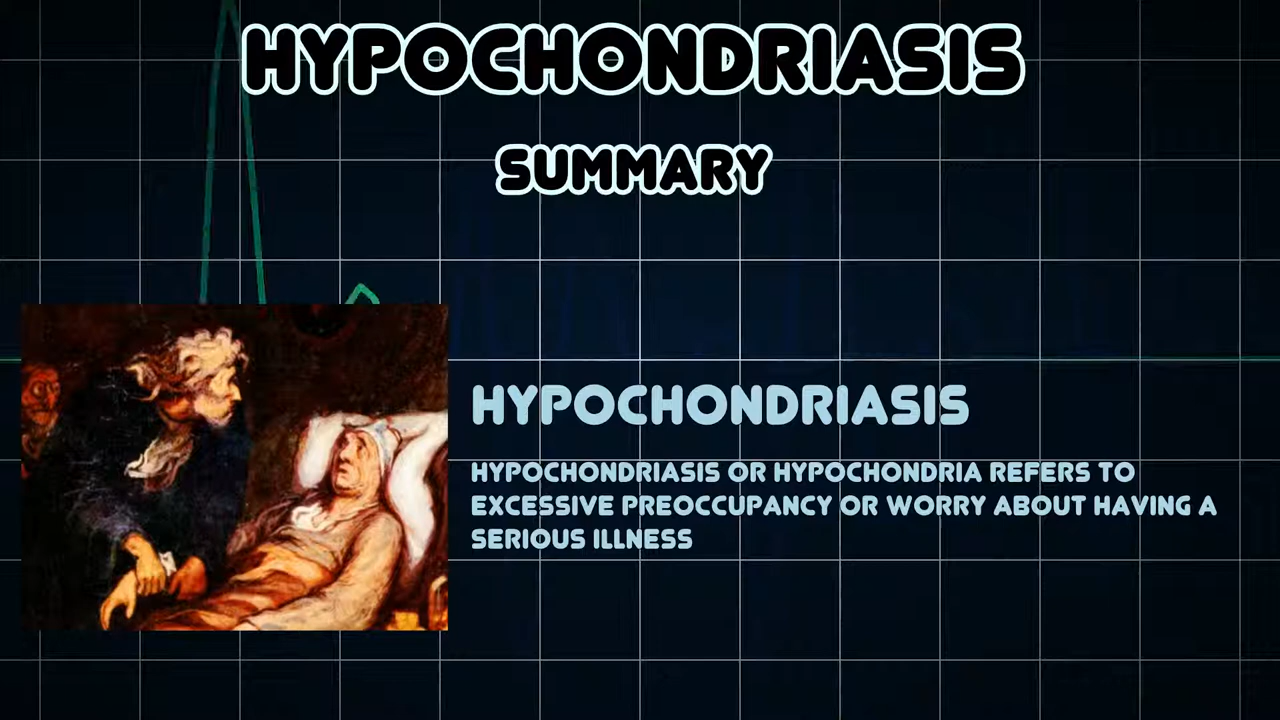 HYPOCHONDRIASIS
SUMMARY
HYPOCHONDRIASIS
HYPOCHONDRIASIS OR HYPOCHONDRIA REFERS TO
EXCESSIVE PREOCCUPANCY OR WORRY ABOUT HAVING A
SERIOUS ILLNESS